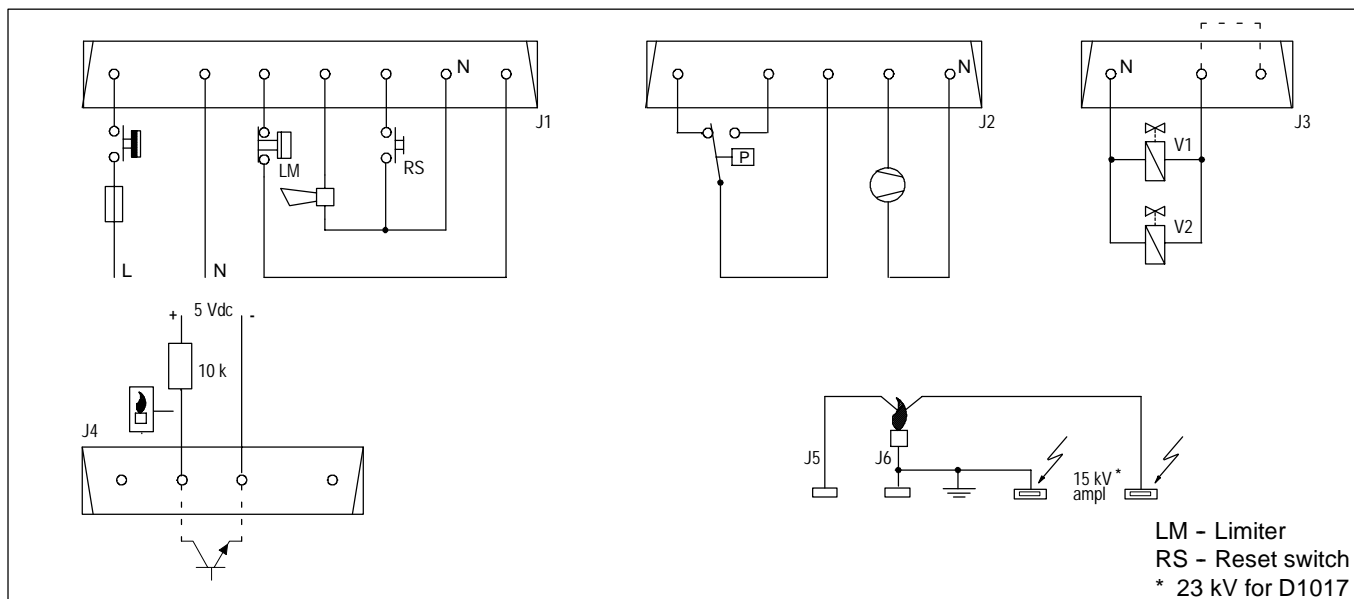 N
J1
LM
RS
L
N
N
J2
P
N
J3
V1
V2
+ 5 Vdc -
10 k
J4
J5
J6
15 kV *
ampl
LM - Limiter
RS - Reset switch
* 23 kV for D1017